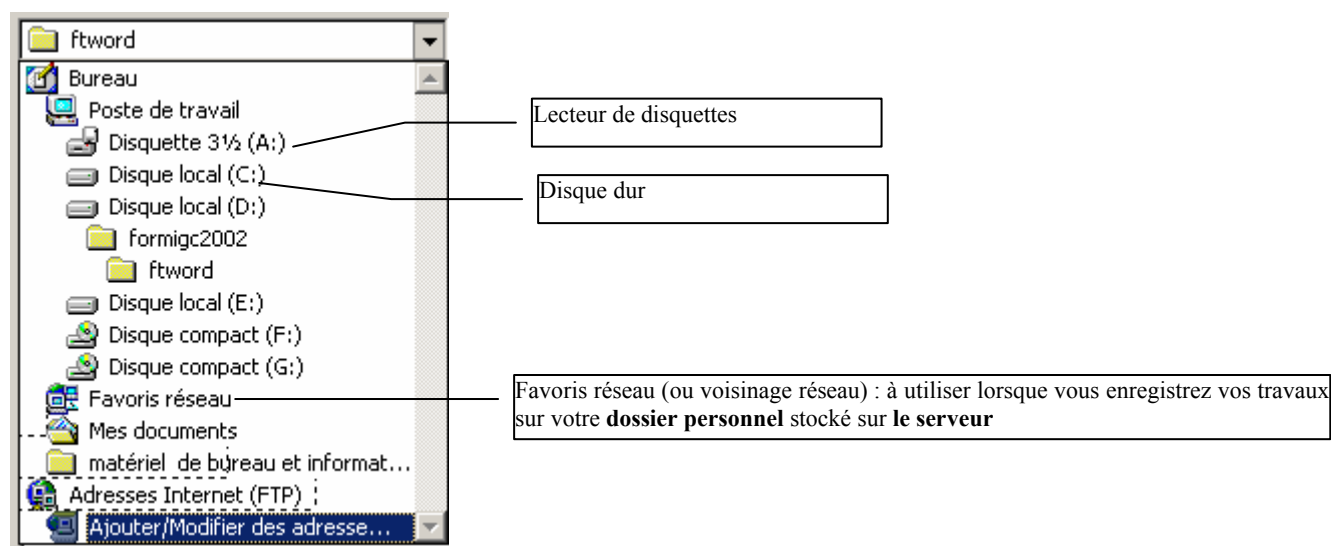 ftword
Bureau
Poste de travail
Disquette 3½ (A:)
Disque local (C:)
Disque local (D:)
formigc2002
ftword
Disque local (E:)
Disque compact (F:)
Disque compact (G:)
Favoris réseau
Mes documents
matériel de bureau et informat...
Adresses Internet (FTP)
Ajouter/Modifier des adresse...
Lecteur de disquettes
Disque dur
Favoris réseau (ou voisinage réseau) : à utiliser lorsque vous enregistrez vos travaux
sur votre dossier personnel stocké sur le serveur